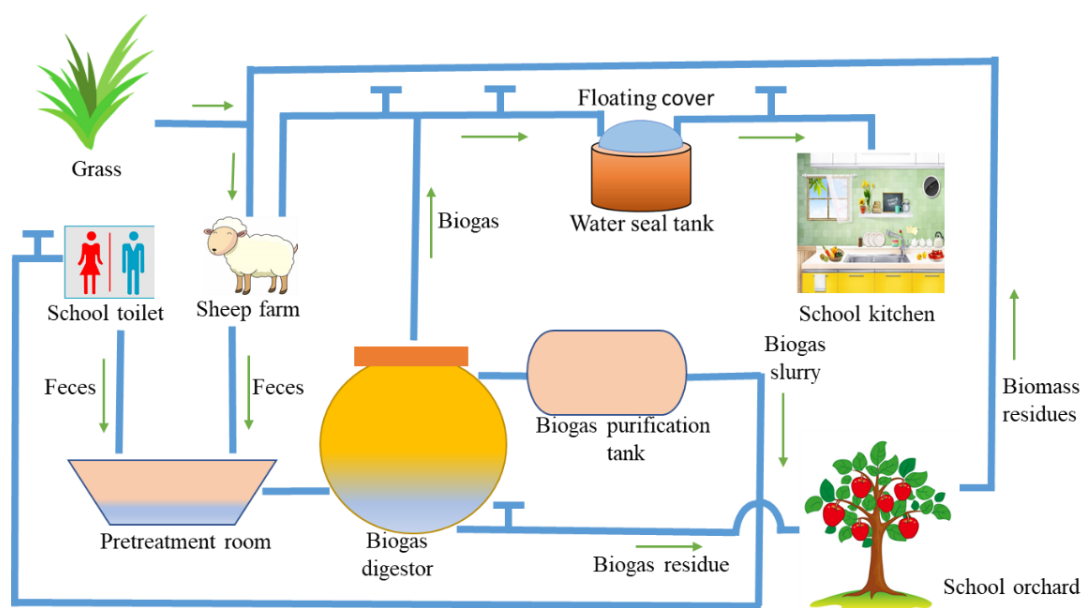 Floating cover
Grass
Biogas
Water seal tank
School toilet
Sheep farm
School kitchen
Biogas
slurry
Feces
Feces
Biomass
residues
Biogas purification
tank
Pretreatment room
Biogas
digestor
Biogas residue
School orchard